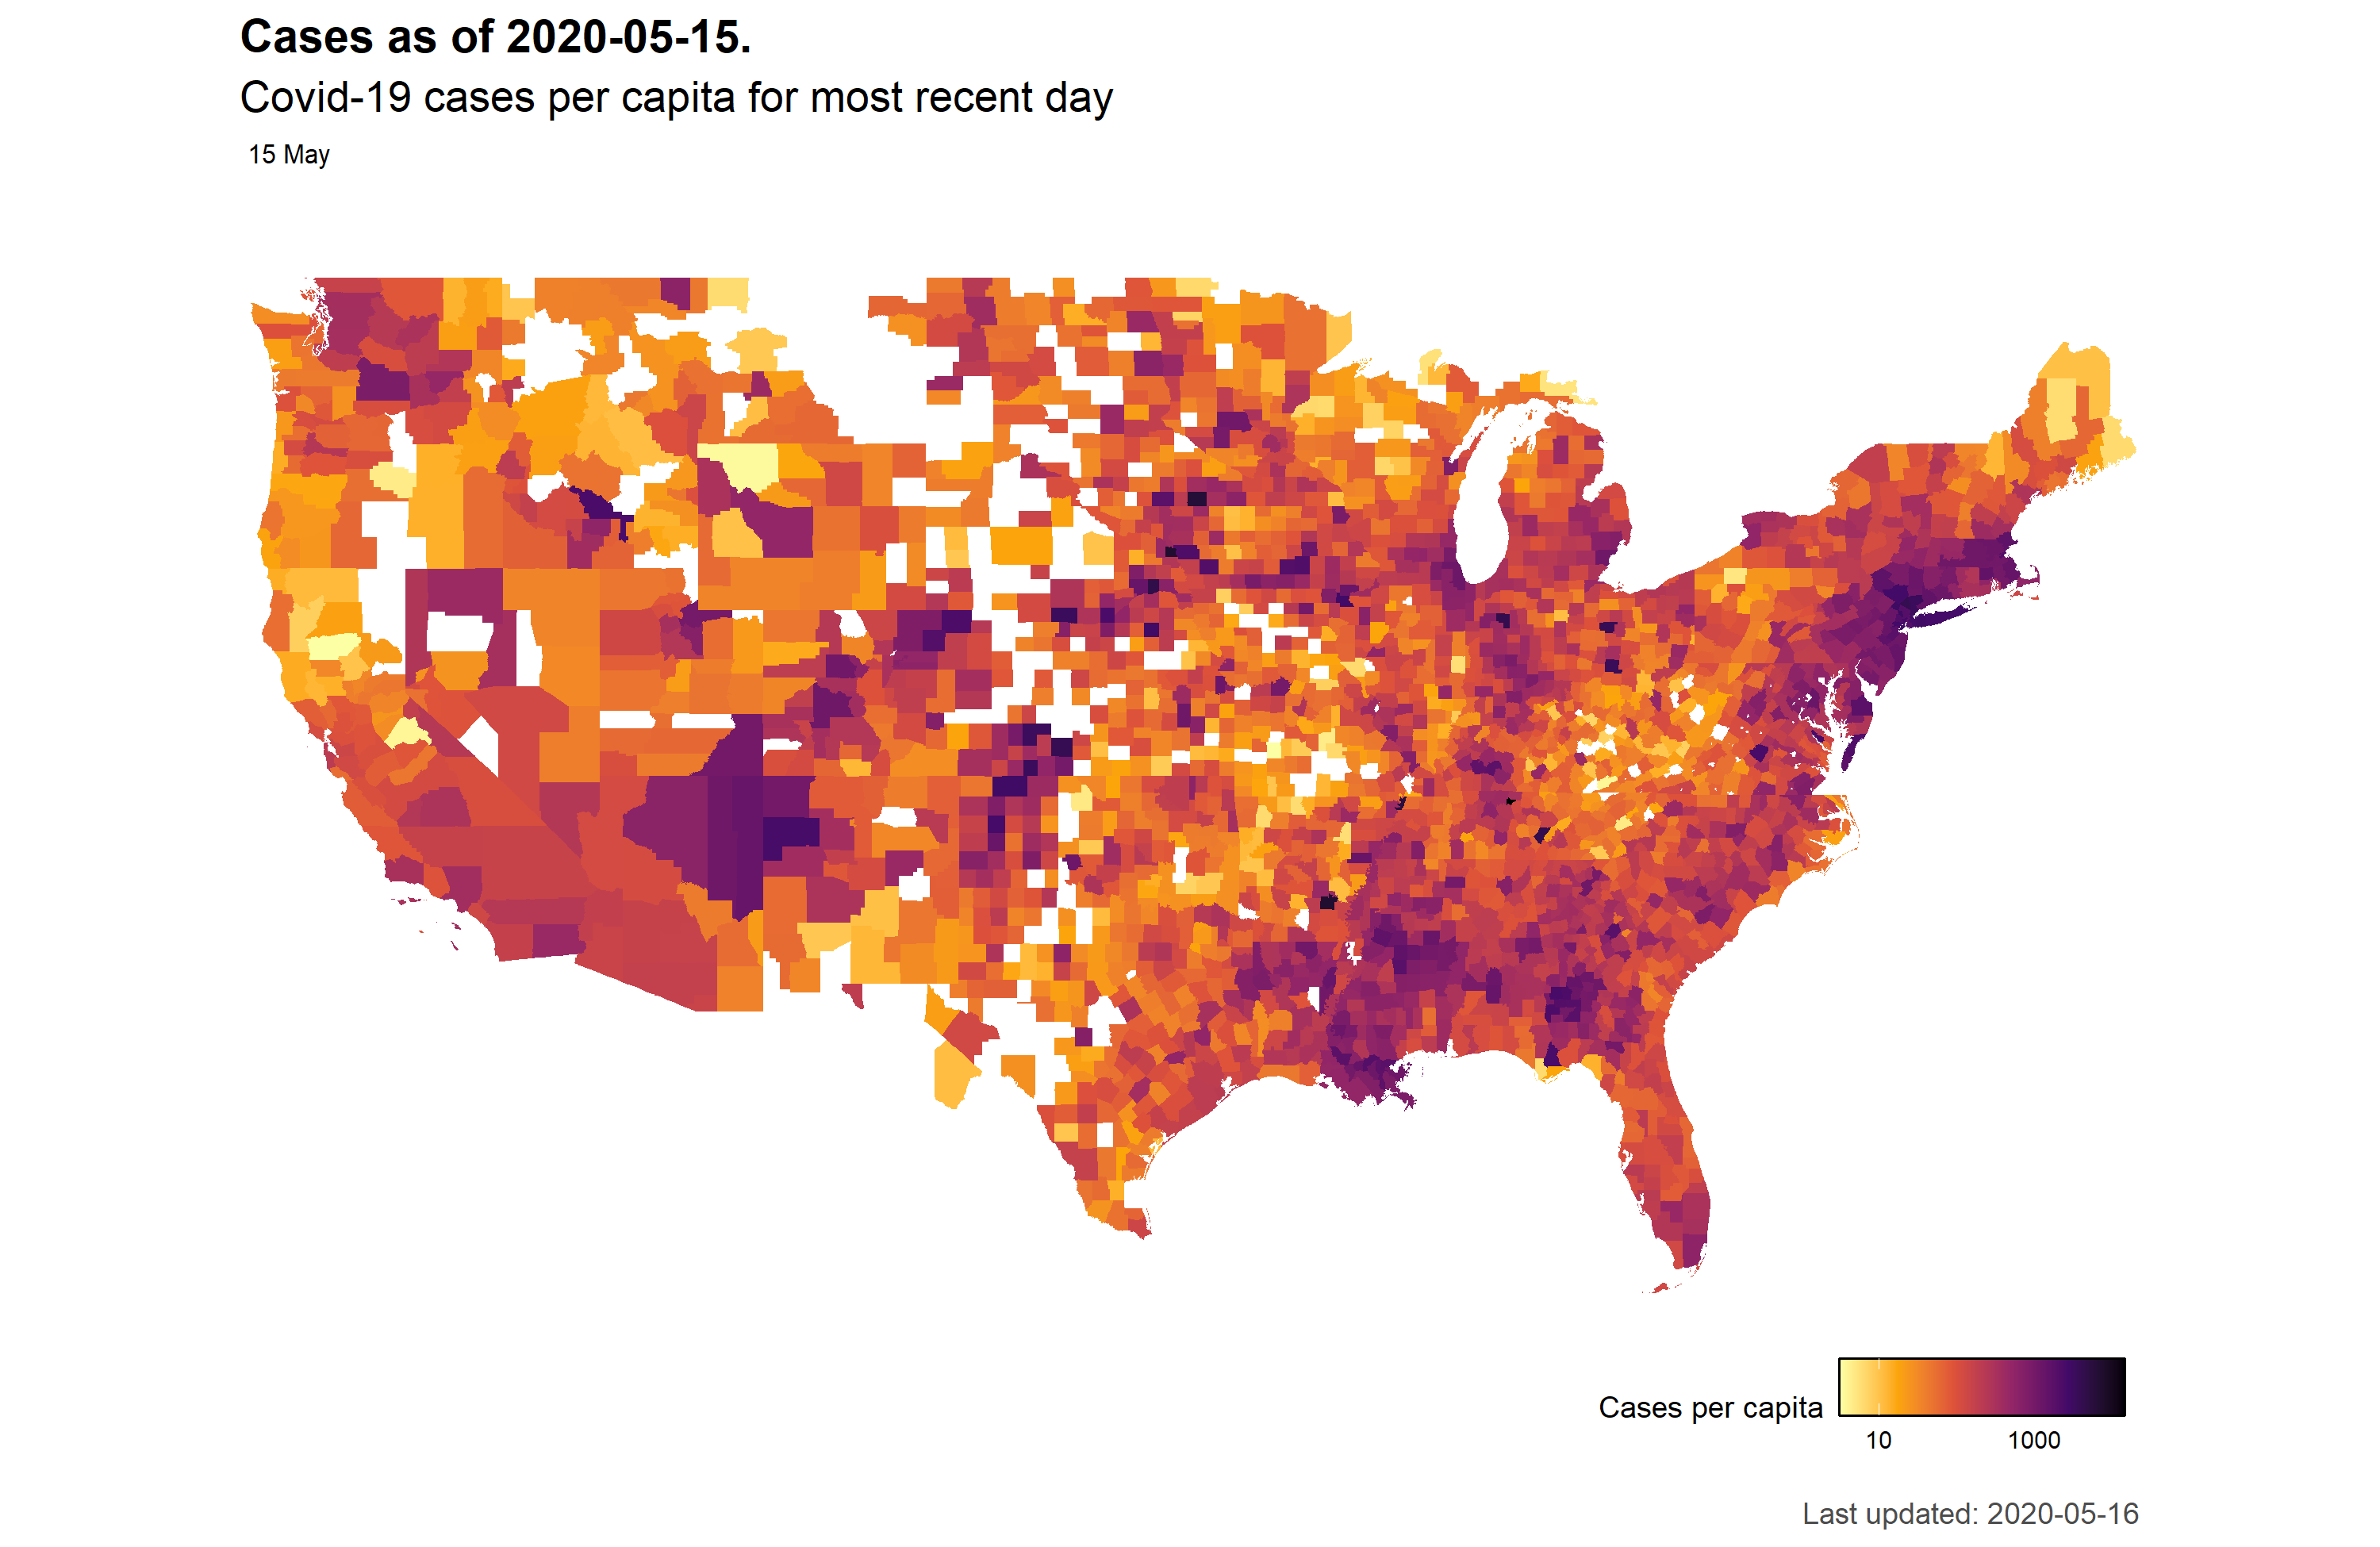 Cases as of 2020-05-15.
Covid-19 cases per capita for most recent day
15 May
Cases per capita
10 1000
Last updated: 2020-05-16